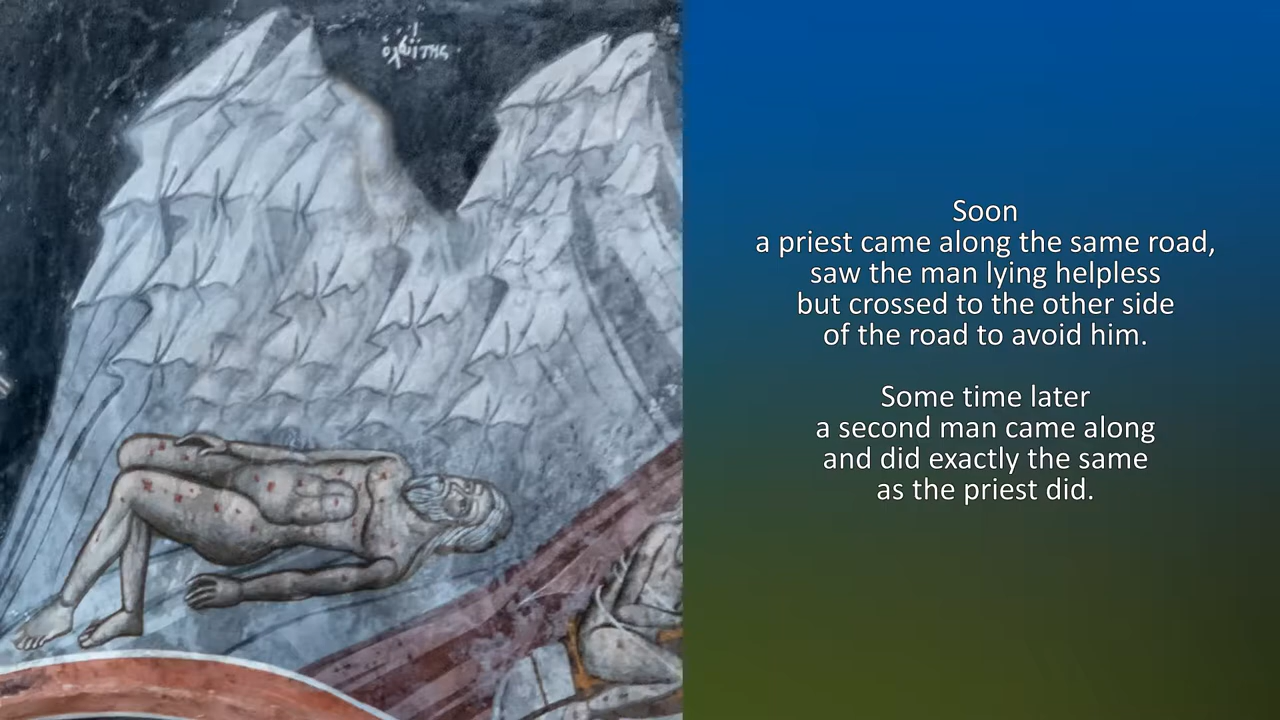 Soon
a priest came along the same road,
saw the man lying helpless
but crossed to the other side
of the road to avoid him.
Some time later
a second man came along
and did exactly the same
as the priest did.